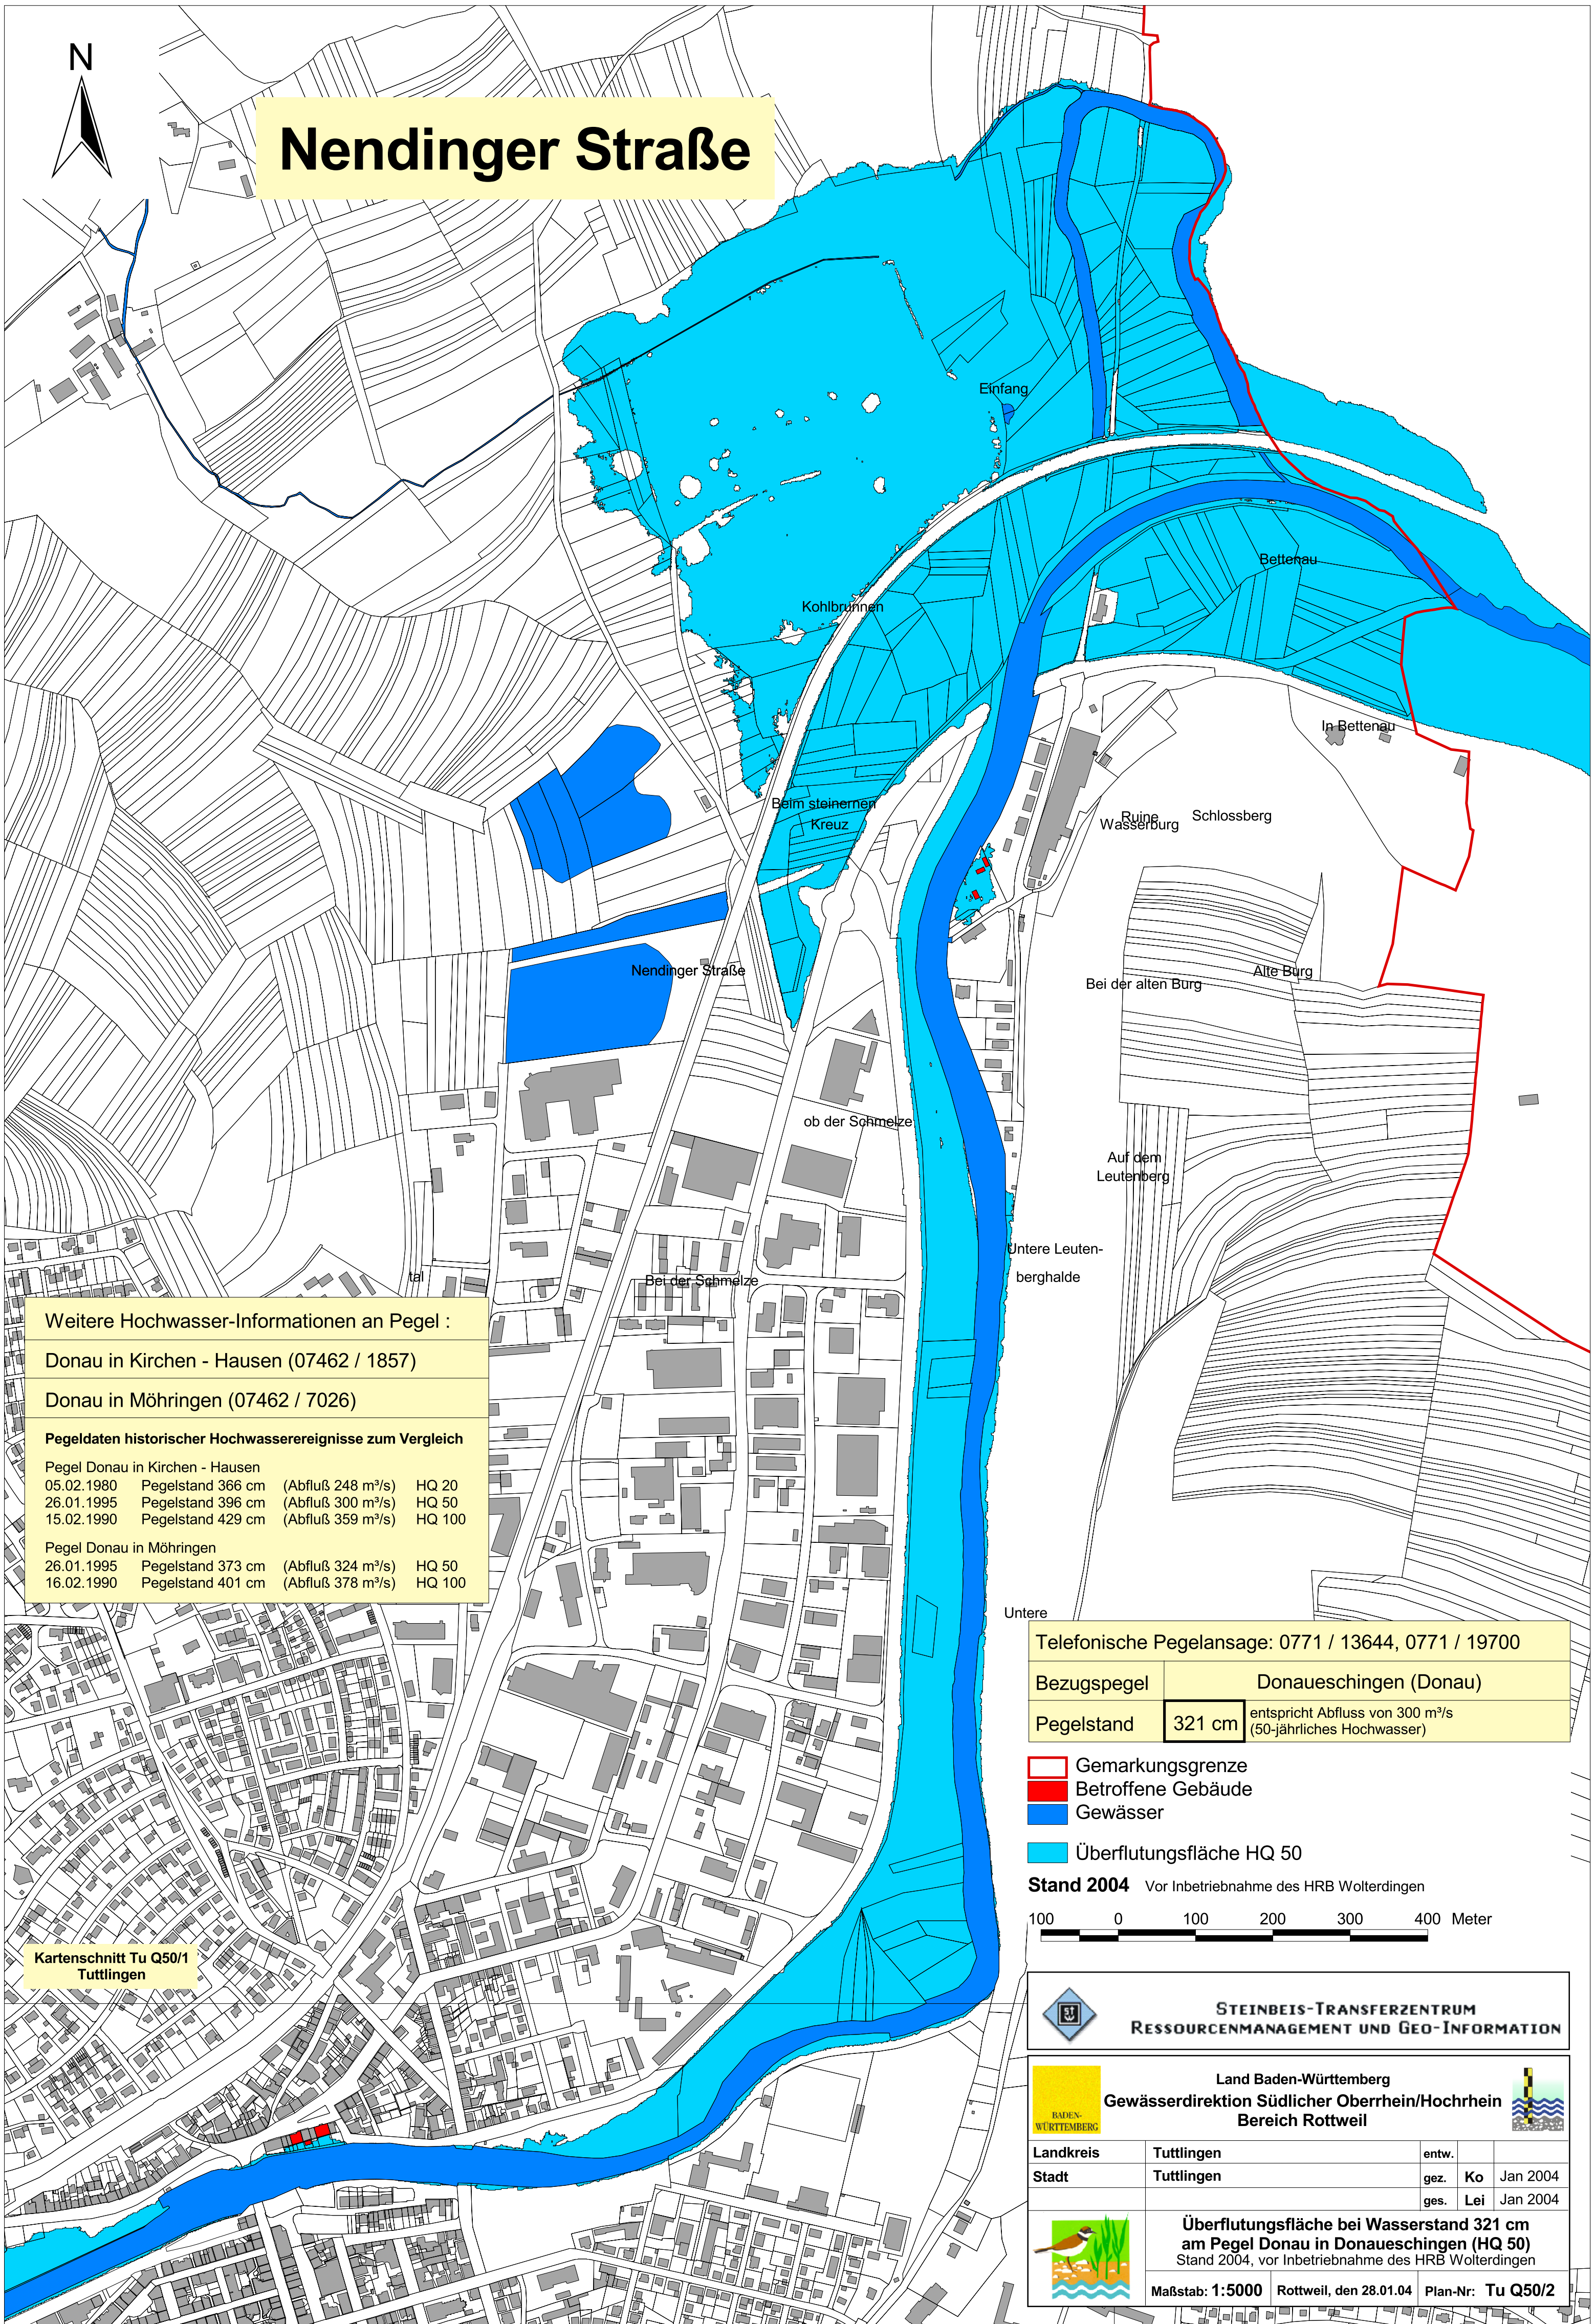 N
Nendinger Straße
Einfang
Bettenau
Kohlbrunnen
In Bettenau
Beim steinernen
Kreuz
Ruine
Wasserburg
Schlossberg
Nendinger Straße
Alte Burg
Bei der alten Burg
ob der Schmelze
Auf dem
Leutenberg
Untere Leuten-
berghalde
tal
Bei der Schmelze
Weitere Hochwasser-Informationen an Pegel :
Donau in Kirchen - Hausen (07462 / 1857)
Donau in Möhringen (07462 / 7026)
Pegeldaten historischer Hochwasserereignisse zum Vergleich
Pegel Donau in Kirchen - Hausen
05.02.1980 Pegelstand 366 cm (Abfluß 248 m³/s) HQ 20
26.01.1995 Pegelstand 396 cm (Abfluß 300 m³/s) HQ 50
15.02.1990 Pegelstand 429 cm (Abfluß 359 m³/s) HQ 100
Pegel Donau in Möhringen
26.01.1995 Pegelstand 373 cm (Abfluß 324 m³/s) HQ 50
16.02.1990 Pegelstand 401 cm (Abfluß 378 m³/s) HQ 100
Untere
Telefonische Pegelansage: 0771 / 13644, 0771 / 19700
Bezugspegel Donaueschingen (Donau)
Pegelstand 321 cm entspricht Abfluss von 300 m³/s
(50-jährliches Hochwasser)
Gemarkungsgrenze
Betroffene Gebäude
Gewässer
Überflutungsfläche HQ 50
Stand 2004 Vor Inbetriebnahme des HRB Wolterdingen
100 0 100 200 300 400 Meter
Kartenschnitt Tu Q50/1
Tuttlingen
STEINBEIS-TRANSFERZENTRUM
RESSOURCENMANAGEMENT UND GEO-INFORMATION
BADEN-
WÜRTTEMBERG
Land Baden-Württemberg
Gewässerdirektion Südlicher Oberrhein/Hochrhein
Bereich Rottweil
Landkreis Tuttlingen entw.
Stadt Tuttlingen gez. Ko Jan 2004
ges. Lei Jan 2004
Überflutungsfläche bei Wasserstand 321 cm
am Pegel Donau in Donaueschingen (HQ 50)
Stand 2004, vor Inbetriebnahme des HRB Wolterdingen
Maßstab: 1:5000 Rottweil, den 28.01.04 Plan-Nr: Tu Q50/2